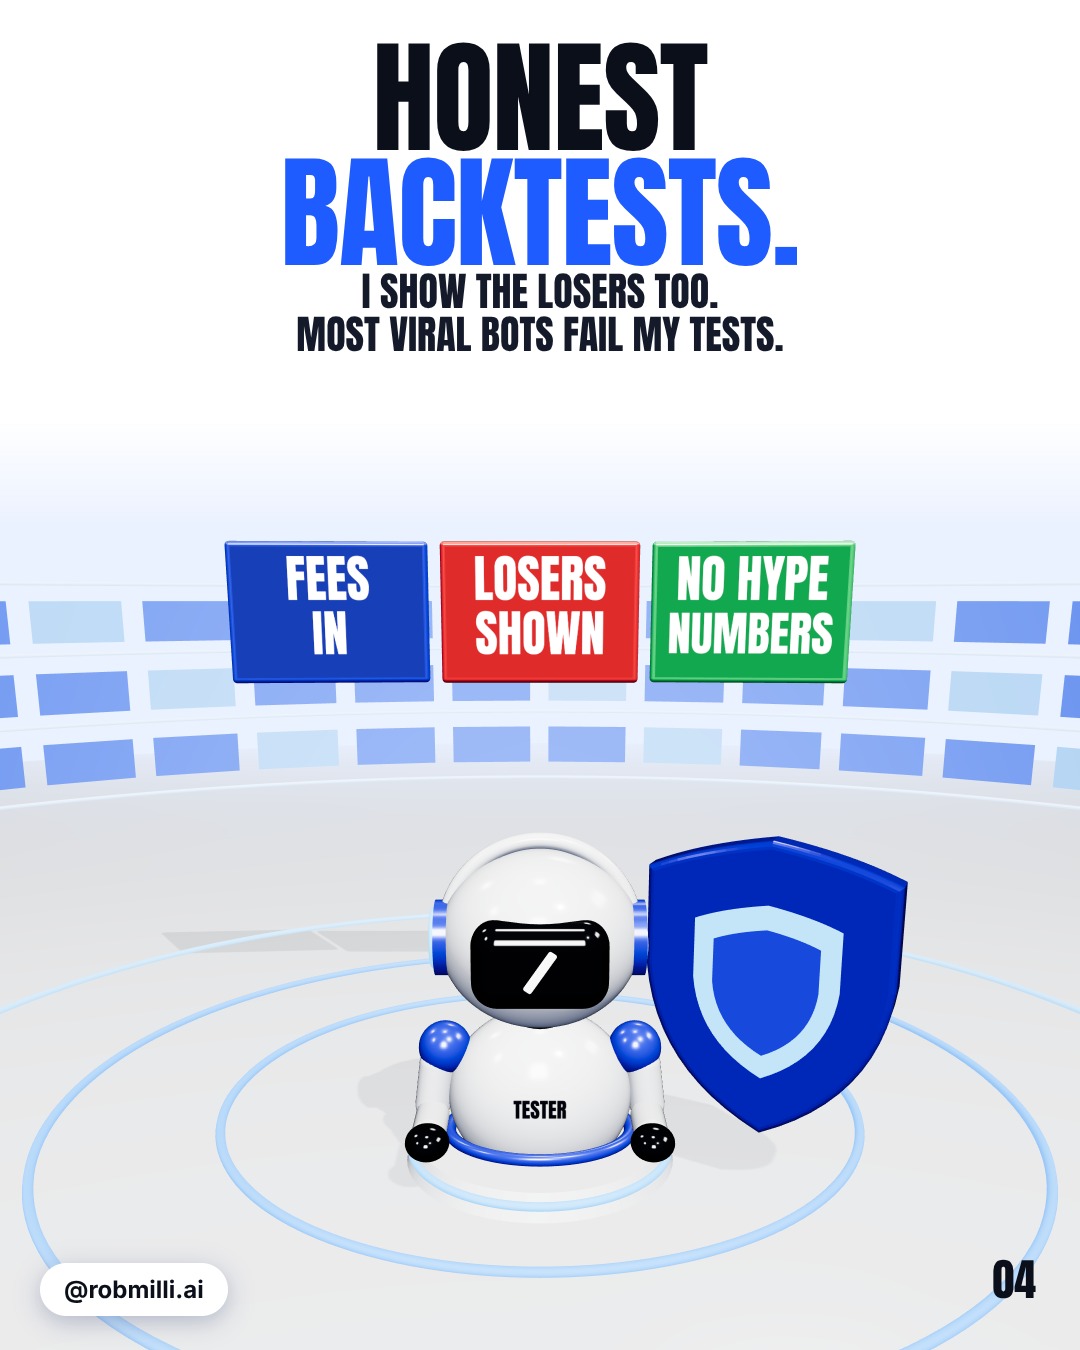 HONEST
BACKTESTS.
I SHOW THE LOSERS TOO.
MOST VIRAL BOTS FAIL MY TESTS.
FEES
IN
LOSERS
SHOWN
NO HYPE
NUMBERS
TESTER
@robmilli.ai
04